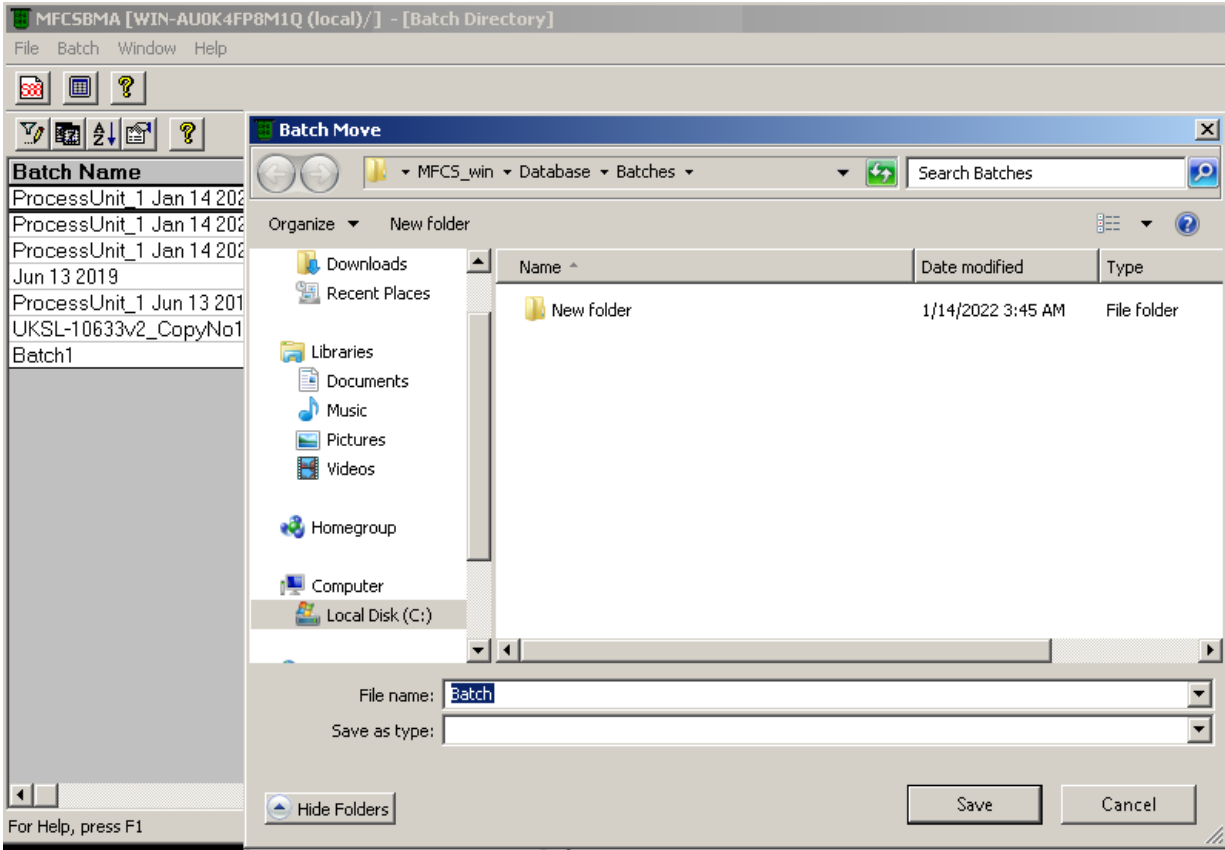 MFCSBMA [WIN-AU0K4FP8M1Q (local)/] - [Batch Directory]
File Batch Window Help
Batch Move
MFCS_win Database Batches
Search Batches
Organize New folder
Batch Name
ProcessUnit_1 Jan 14 202
ProcessUnit_1 Jan 14 202
ProcessUnit_1 Jan 14 202
Jun 13 2019
ProcessUnit_1 Jun 13 201
UKSL-10633v2_CopyNo1
Batch1
Downloads
Recent Places
Libraries
Documents
Music
Pictures
Videos
Homegroup
Computer
Local Disk (C:)
Name Date modified Type
New folder 1/14/2022 3:45 AM File folder
File name: Batch
Save as type:
Hide Folders
Save Cancel
For Help, press F1